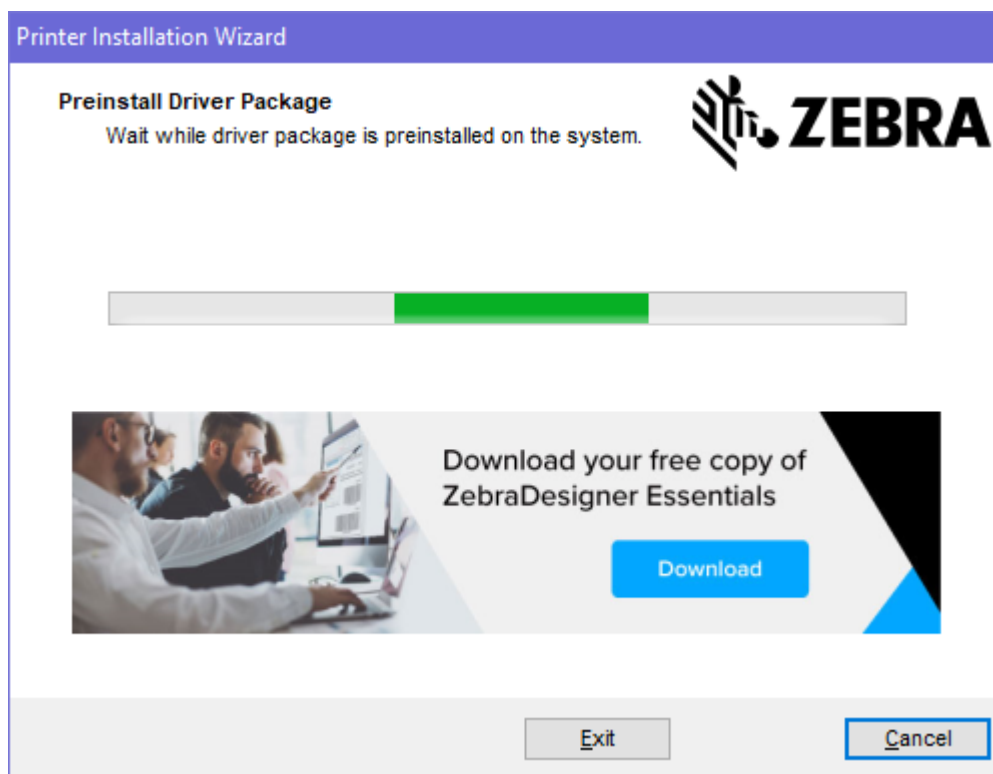 Printer Installation Wizard
Preinstall Driver Package
Wait while driver package is preinstalled on the system.
ZEBRA
Download your free copy of
ZebraDesigner Essentials
Download
Exit
Cancel